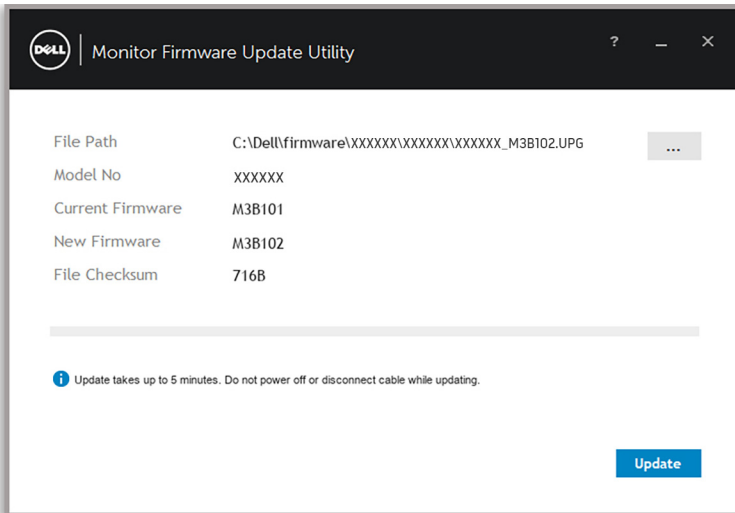 DELL Monitor Firmware Update Utility ?
File Path C:\Dell\firmware\XXXXXX\XXXXXX\XXXXXX_M3B102.UPG ...
Model No XXXXXX
Current Firmware M3B101
New Firmware M3B102
File Checksum 716B
i Update takes up to 5 minutes. Do not power off or disconnect cable while updating.
Update